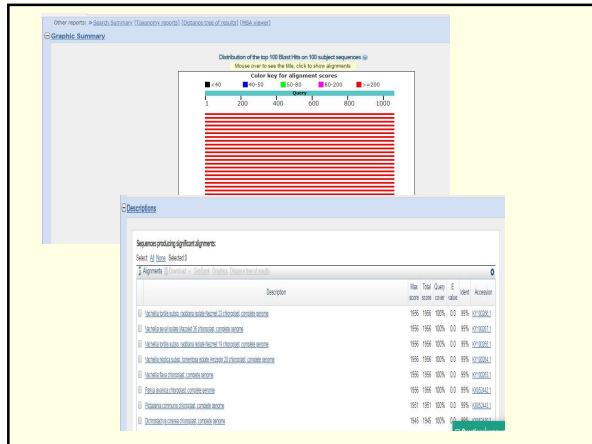 Other reports: Search Summary [Taxonomy reports] [Distance tree of results] [MSA viewer]
Graphic Summary
Distribution of the top 100 Blast Hits on 100 subject sequences
Mouse over to see the title, click to show alignments
Color key for alignment scores
<40 40-50 50-80 80-200 >=200
Query
1 200 400 600 800 1000
Descriptions
Sequences producing significant alignments:
Select: All None Selected:0
Alignments Download GenBank Graphics Distance tree of results
Description Max score Total score Query cover E value Ident Accession
Vachellia tortilis subsp. raddiana isolate Nezmet 23 chloroplast, complete genome 1956 1956 100% 0.0 99%
Vachellia seyal isolate Mazoket 36 chloroplast, complete genome 1956 1956 100% 0.0 99%
Vachellia tortilis subsp. raddiana isolate Nezmet 19 chloroplast, complete genome 1956 1956 100% 0.0 99%
Vachellia nilotica subsp. tomentosa isolate 20 chloroplast, complete genome 1956 1956 100% 0.0 99%
Vachellia flava chloroplast, complete genome 1956 1956 100% 0.0 99%
Parkia javanica chloroplast, complete genome 1956 1956 100% 0.0 99%
Piptadenia communis chloroplast, complete genome 1951 1951 100% 0.0 99%
Dichrostachys cinerea chloroplast, complete genome 1945 1945 100% 0.0 99%